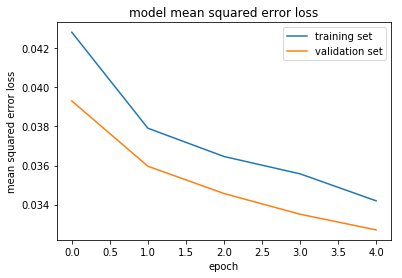 model mean squared error loss
training set
validation set
mean squared error loss
0.042
0.040
0.038
0.036
0.034
0.0 0.5 1.0 1.5 2.0 2.5 3.0 3.5 4.0
epoch